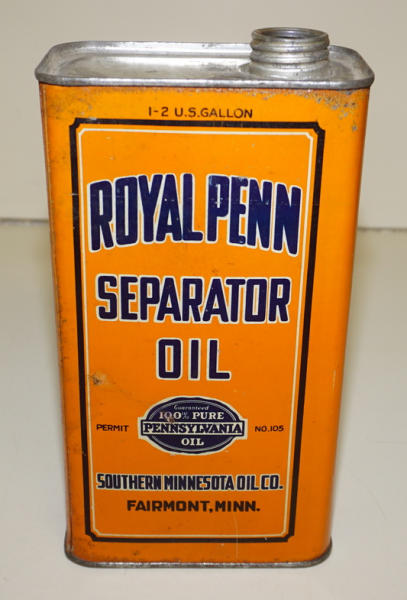 1-2 U.S.GALLON
ROYAL PENN
SEPARATOR
OIL
Guaranteed
100% PURE
PERMIT PENNSYLVANIA NO.105
OIL
SOUTHERN MINNESOTA OIL CO.
FAIRMONT, MINN.